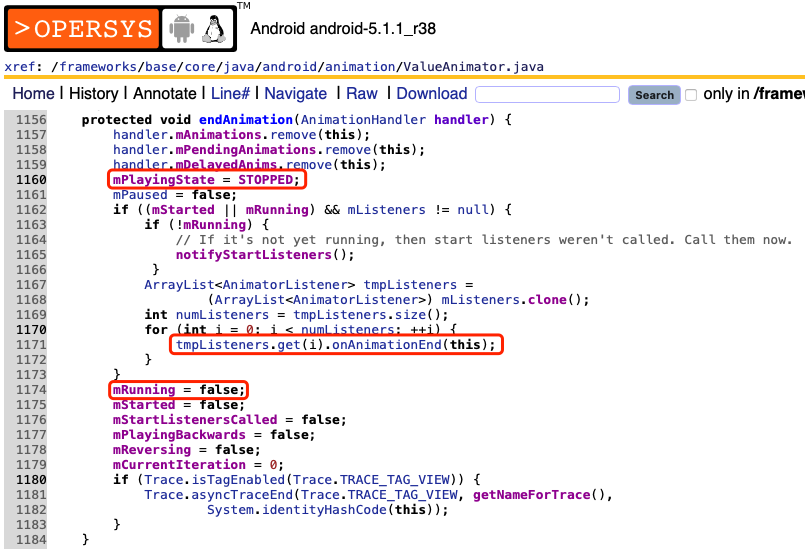 >OPERSYS TM
Android android-5.1.1_r38
xref: /frameworks/base/core/java/android/animation/ValueAnimator.java
Home | History | Annotate | Line# | Navigate | Raw | Download Search only in /framew
1156 protected void endAnimation(AnimationHandler handler) {
1157 handler.mAnimations.remove(this);
1158 handler.mPendingAnimations.remove(this);
1159 handler.mDelayedAnims.remove(this);
1160 mPlayingState = STOPPED;
1161 mPaused = false;
1162 if ((mStarted || mRunning) && mListeners != null) {
1163 if (!mRunning) {
1164 // If it's not yet running, then start listeners weren't called. Call them now.
1165 notifyStartListeners();
1166 }
1167 ArrayList<AnimatorListener> tmpListeners =
1168 (ArrayList<AnimatorListener>) mListeners.clone();
1169 int numListeners = tmpListeners.size();
1170 for (int i = 0; i < numListeners; ++i) {
1171 tmpListeners.get(i).onAnimationEnd(this);
1172 }
1173 }
1174 mRunning = false;
1175 mStarted = false;
1176 mStartListenersCalled = false;
1177 mPlayingBackwards = false;
1178 mReversing = false;
1179 mCurrentIteration = 0;
1180 if (Trace.isTagEnabled(Trace.TRACE_TAG_VIEW)) {
1181 Trace.asyncTraceEnd(Trace.TRACE_TAG_VIEW, getNameForTrace(),
1182 System.identityHashCode(this));
1183 }
1184 }